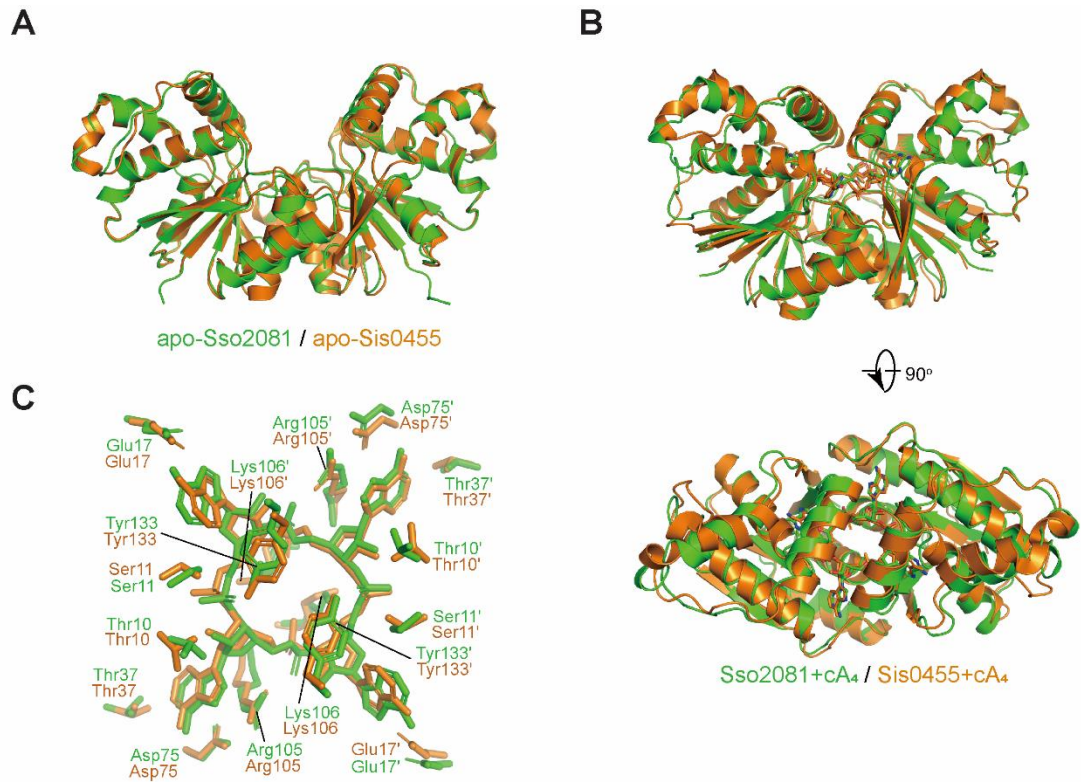 A
B
apo-Sso2081 / apo-Sis0455
90°
C
Asp75'
Asp75'
Arg105'
Arg105'
Glu17
Glu17
Lys106'
Lys106'
Thr37'
Thr37'
Tyr133
Tyr133
Thr10'
Thr10'
Ser11
Ser11
Ser11'
Ser11'
Thr10
Thr10
Tyr133'
Tyr133'
Thr37
Thr37
Lys106
Lys106
Sso2081+cA₄ / Sis0455+cA₄
Asp75
Asp75
Arg105
Arg105
Glu17'
Glu17'